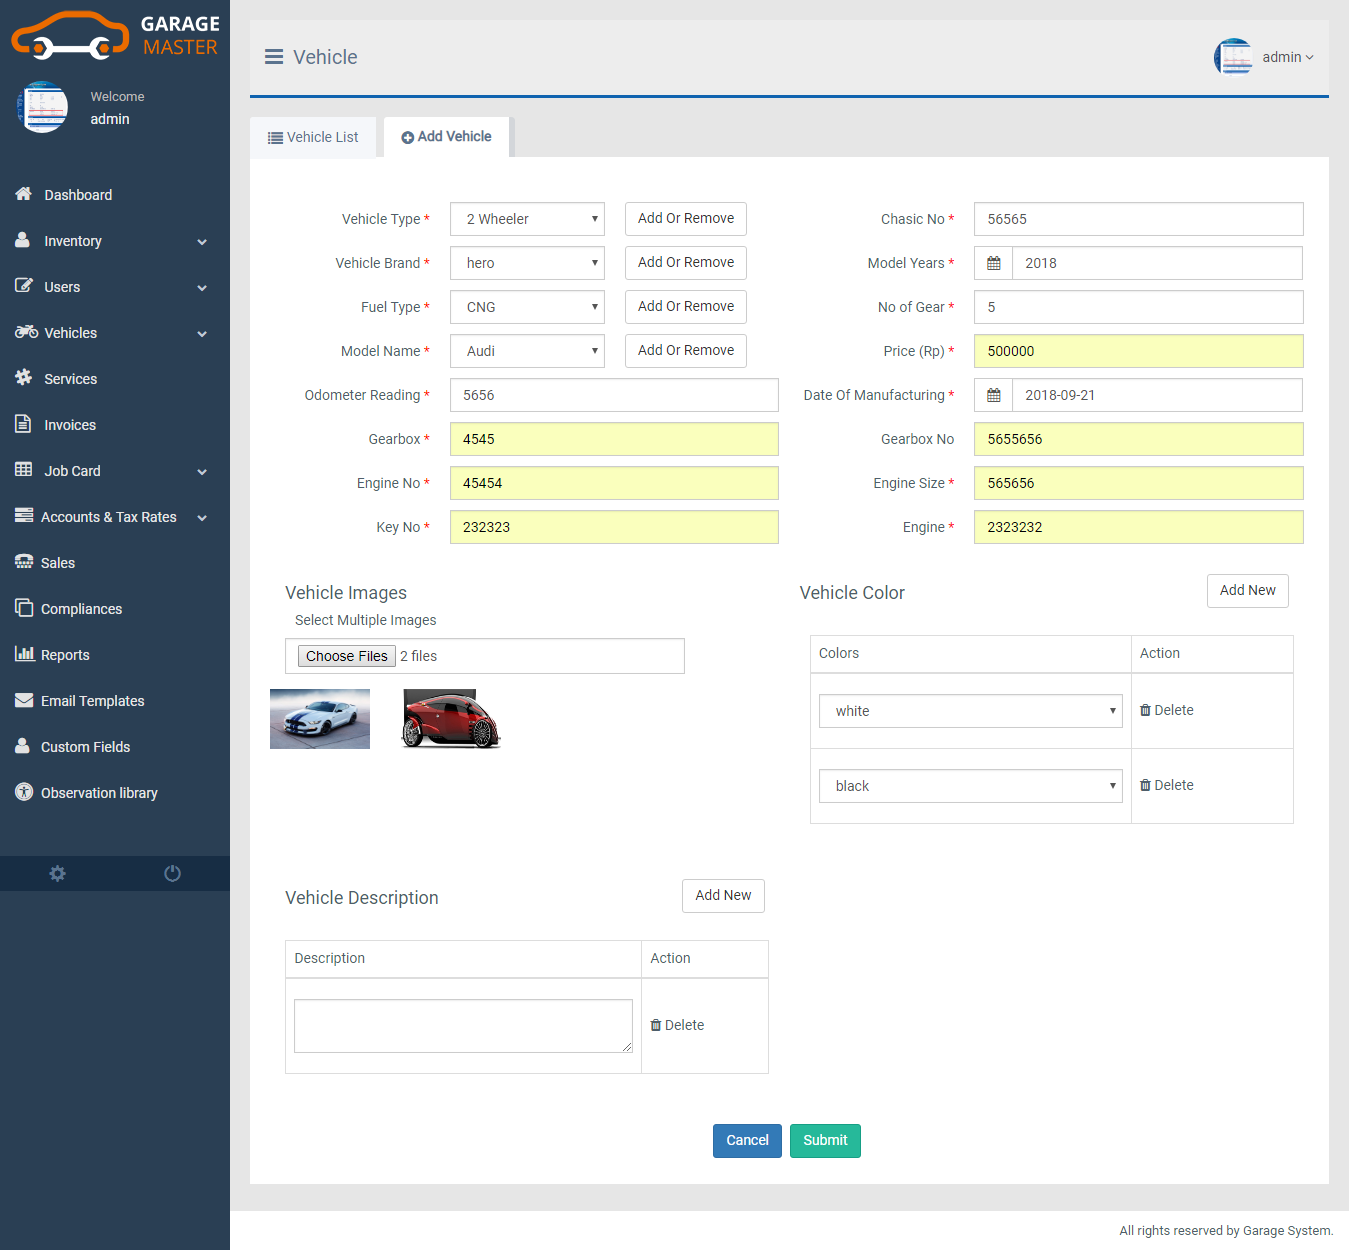 GARAGE
MASTER
Welcome
admin
Dashboard
Inventory
Users
Vehicles
Services
Invoices
Job Card
Accounts & Tax Rates
Sales
Compliances
Reports
Email Templates
Custom Fields
Observation library
Vehicle
admin
Vehicle List
Add Vehicle
Vehicle Type * 2 Wheeler Add Or Remove Chasic No * 56565
Vehicle Brand * hero Add Or Remove Model Years * 2018
Fuel Type * CNG Add Or Remove No of Gear * 5
Model Name * Audi Add Or Remove Price (Rp) * 500000
Odometer Reading * 5656 Date Of Manufacturing * 2018-09-21
Gearbox * 4545 Gearbox No 5655656
Engine No * 45454 Engine Size * 565656
Key No * 232323 Engine * 2323232
Vehicle Images
Select Multiple Images
Choose Files 2 files
Vehicle Color Add New
Colors Action
white Delete
black Delete
Vehicle Description Add New
Description Action
Delete
Cancel Submit
All rights reserved by Garage System.